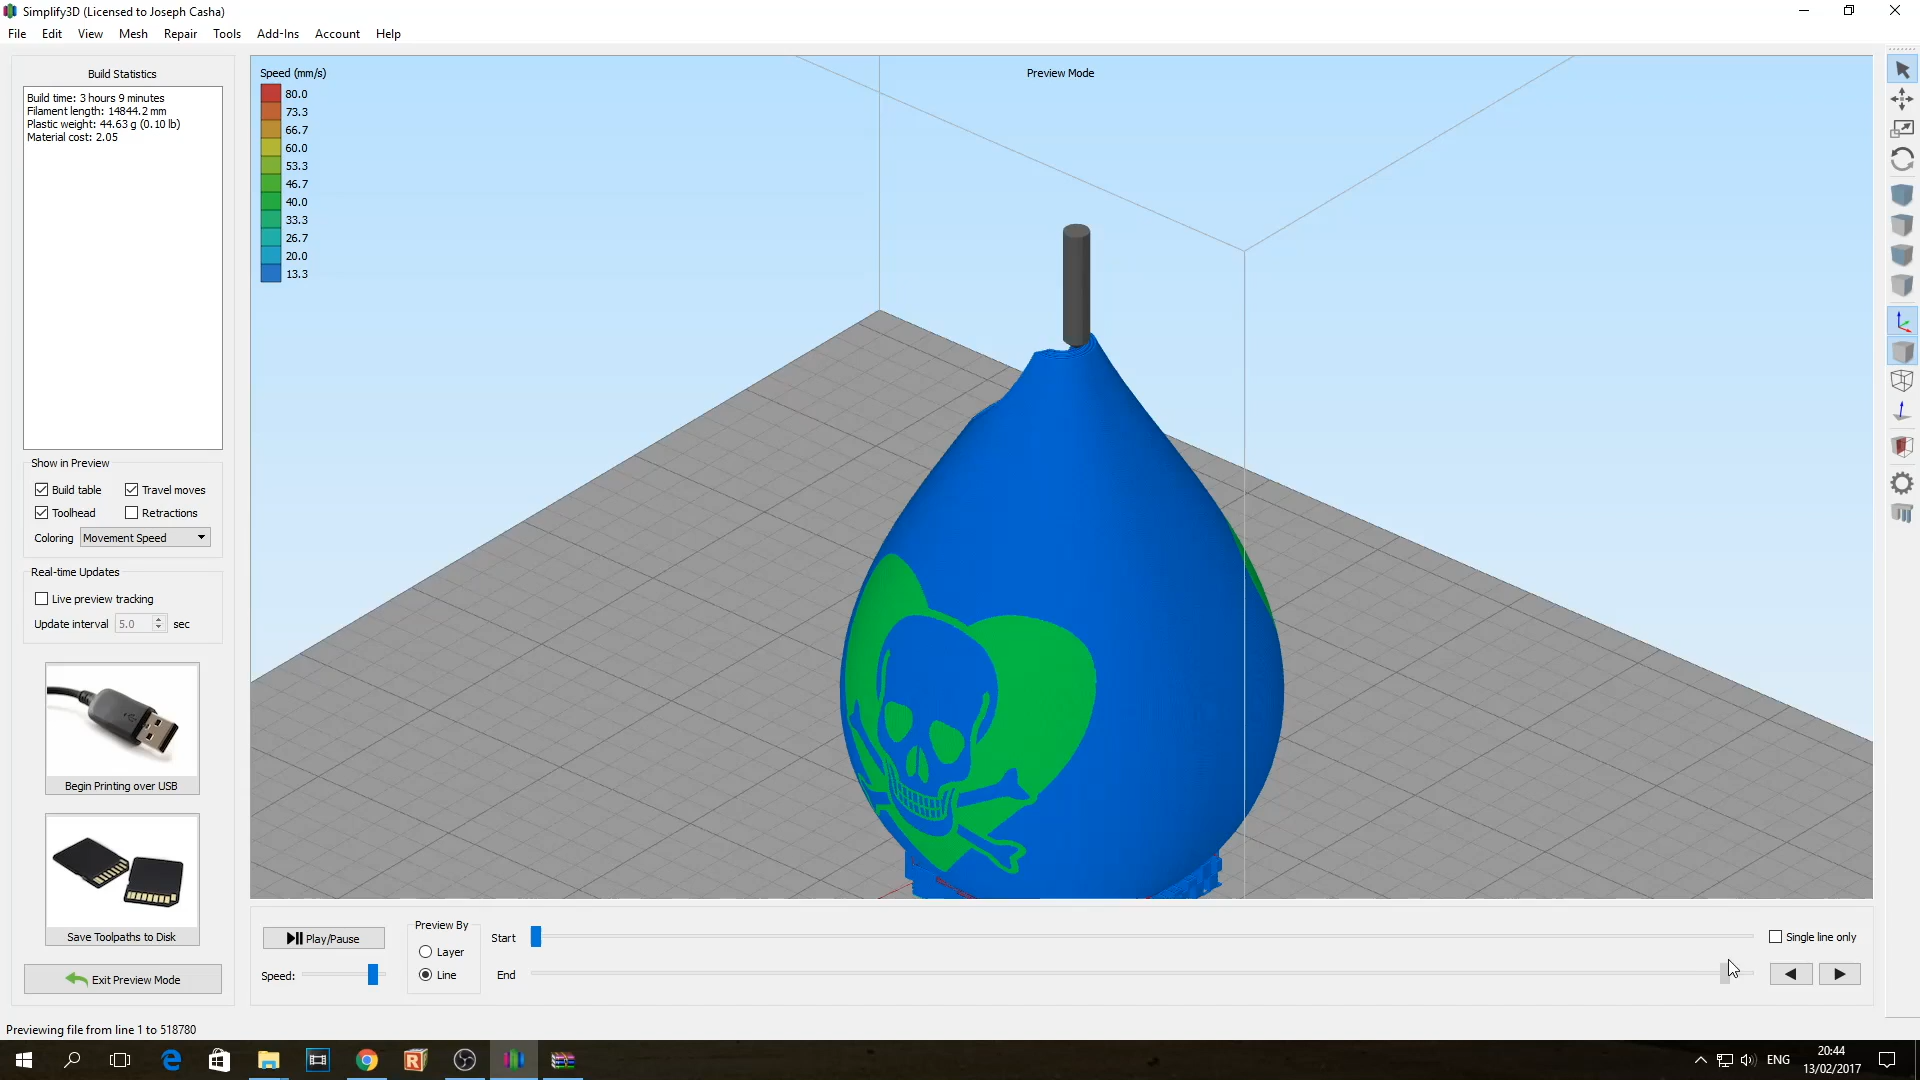 Simplify3D (Licensed to Joseph Casha)
File Edit View Mesh Repair Tools Add-Ins Account Help
Build Statistics
Build time: 3 hours 9 minutes
Filament length: 14844.2 mm
Plastic weight: 44.63 g (0.10 lb)
Material cost: 2.05
Show in Preview
Build table Travel moves
Toolhead Retractions
Coloring Movement Speed
Real-time Updates
Live preview tracking
Update interval 5.0 sec
Begin Printing over USB
Save Toolpaths to Disk
Exit Preview Mode
Speed (mm/s)
80.0
73.3
66.7
60.0
53.3
46.7
40.0
33.3
26.7
20.0
13.3
Preview Mode
Play/Pause
Speed:
Preview By
Layer
Line
Start
End
Single line only
Previewing file from line 1 to 518780
ENG
20:44
13/02/2017